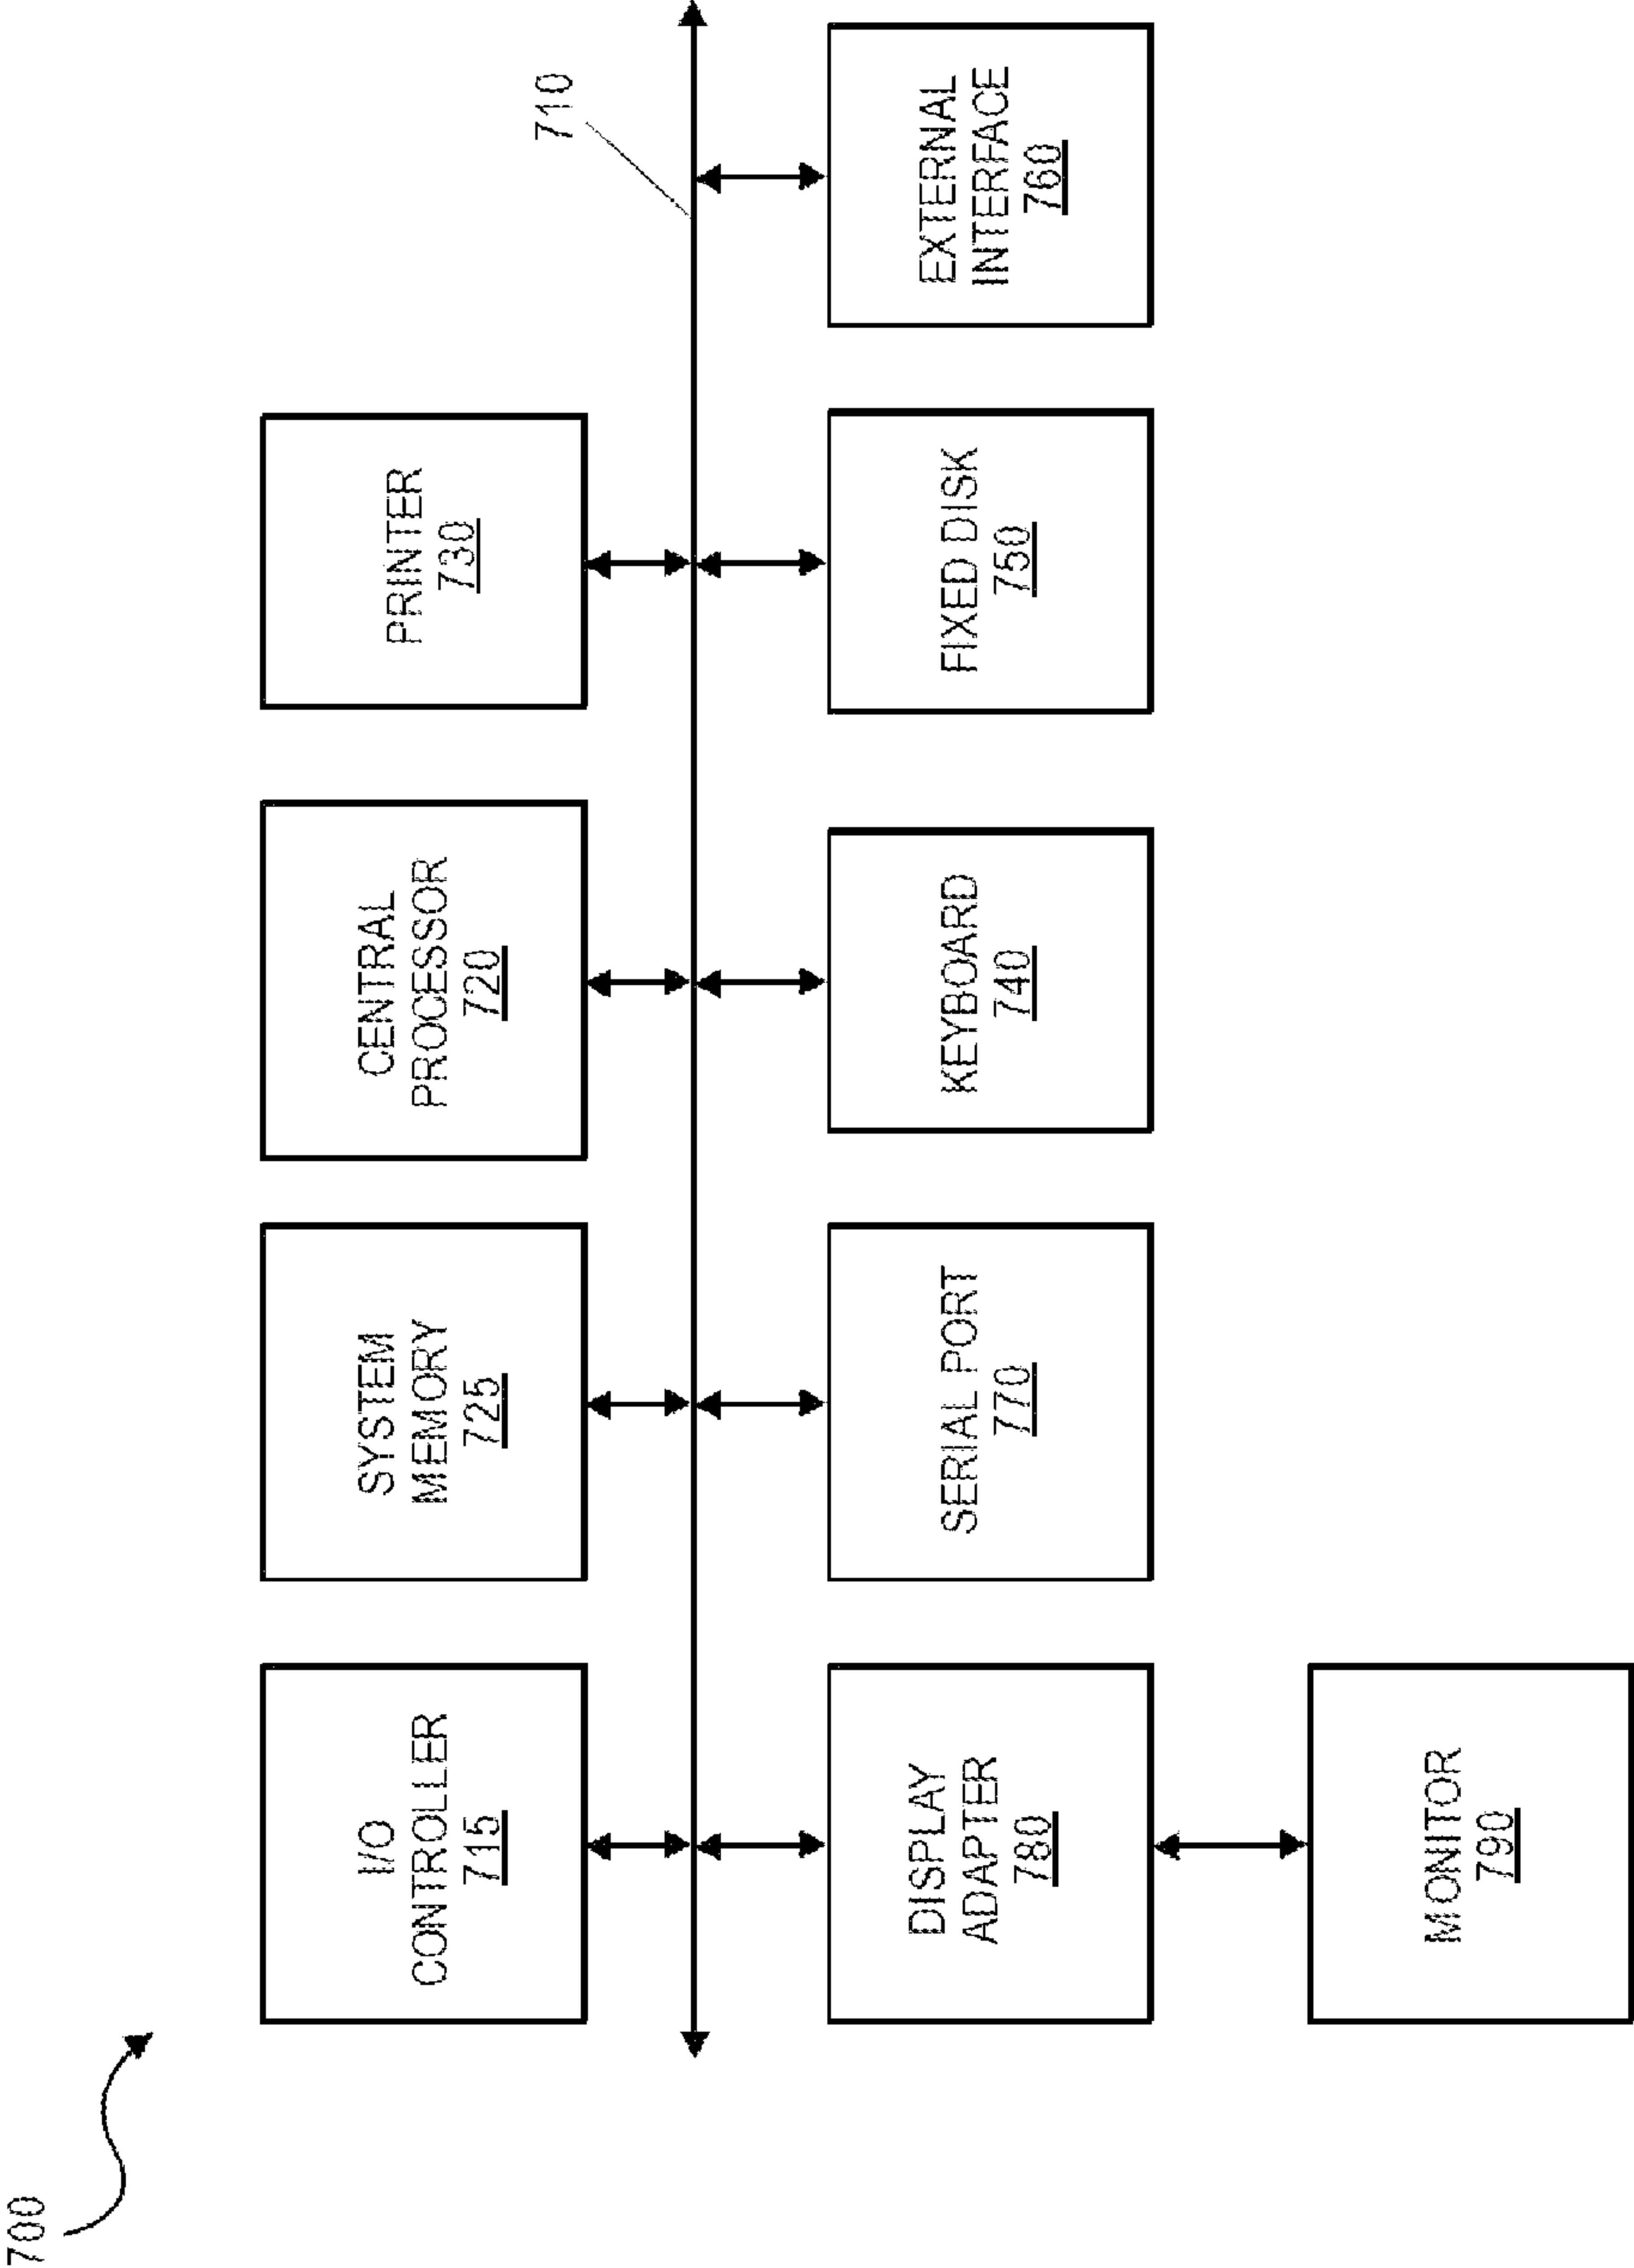 700
I/O
CONTROLLER
715
SYSTEM
MEMORY
725
CENTRAL
PROCESSOR
720
PRINTER
730
710
DISPLAY
ADAPTER
780
SERIAL PORT
770
KEYBOARD
740
FIXED DISK
750
EXTERNAL
INTERFACE
760
MONITOR
790